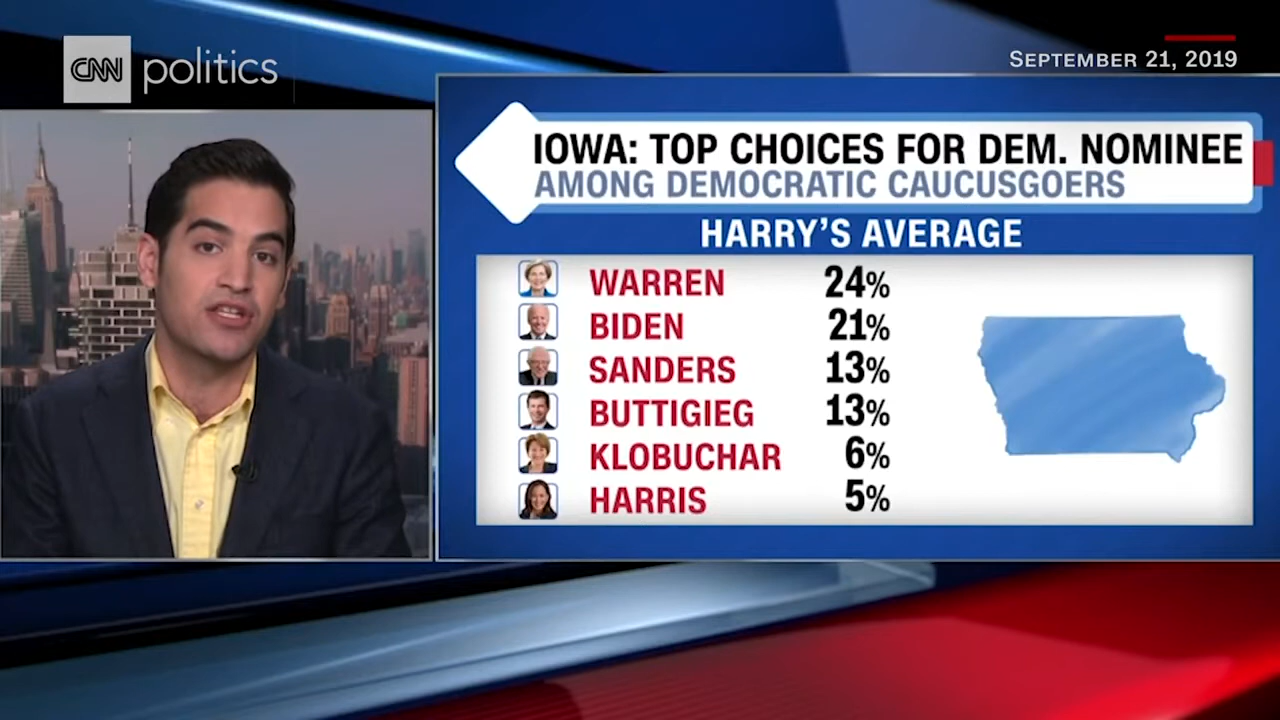 CNN politics
SEPTEMBER 21, 2019
IOWA: TOP CHOICES FOR DEM. NOMINEE
AMONG DEMOCRATIC CAUCUSGOERS
HARRY'S AVERAGE
WARREN 24%
BIDEN 21%
SANDERS 13%
BUTTIGIEG 13%
KLOBUCHAR 6%
HARRIS 5%